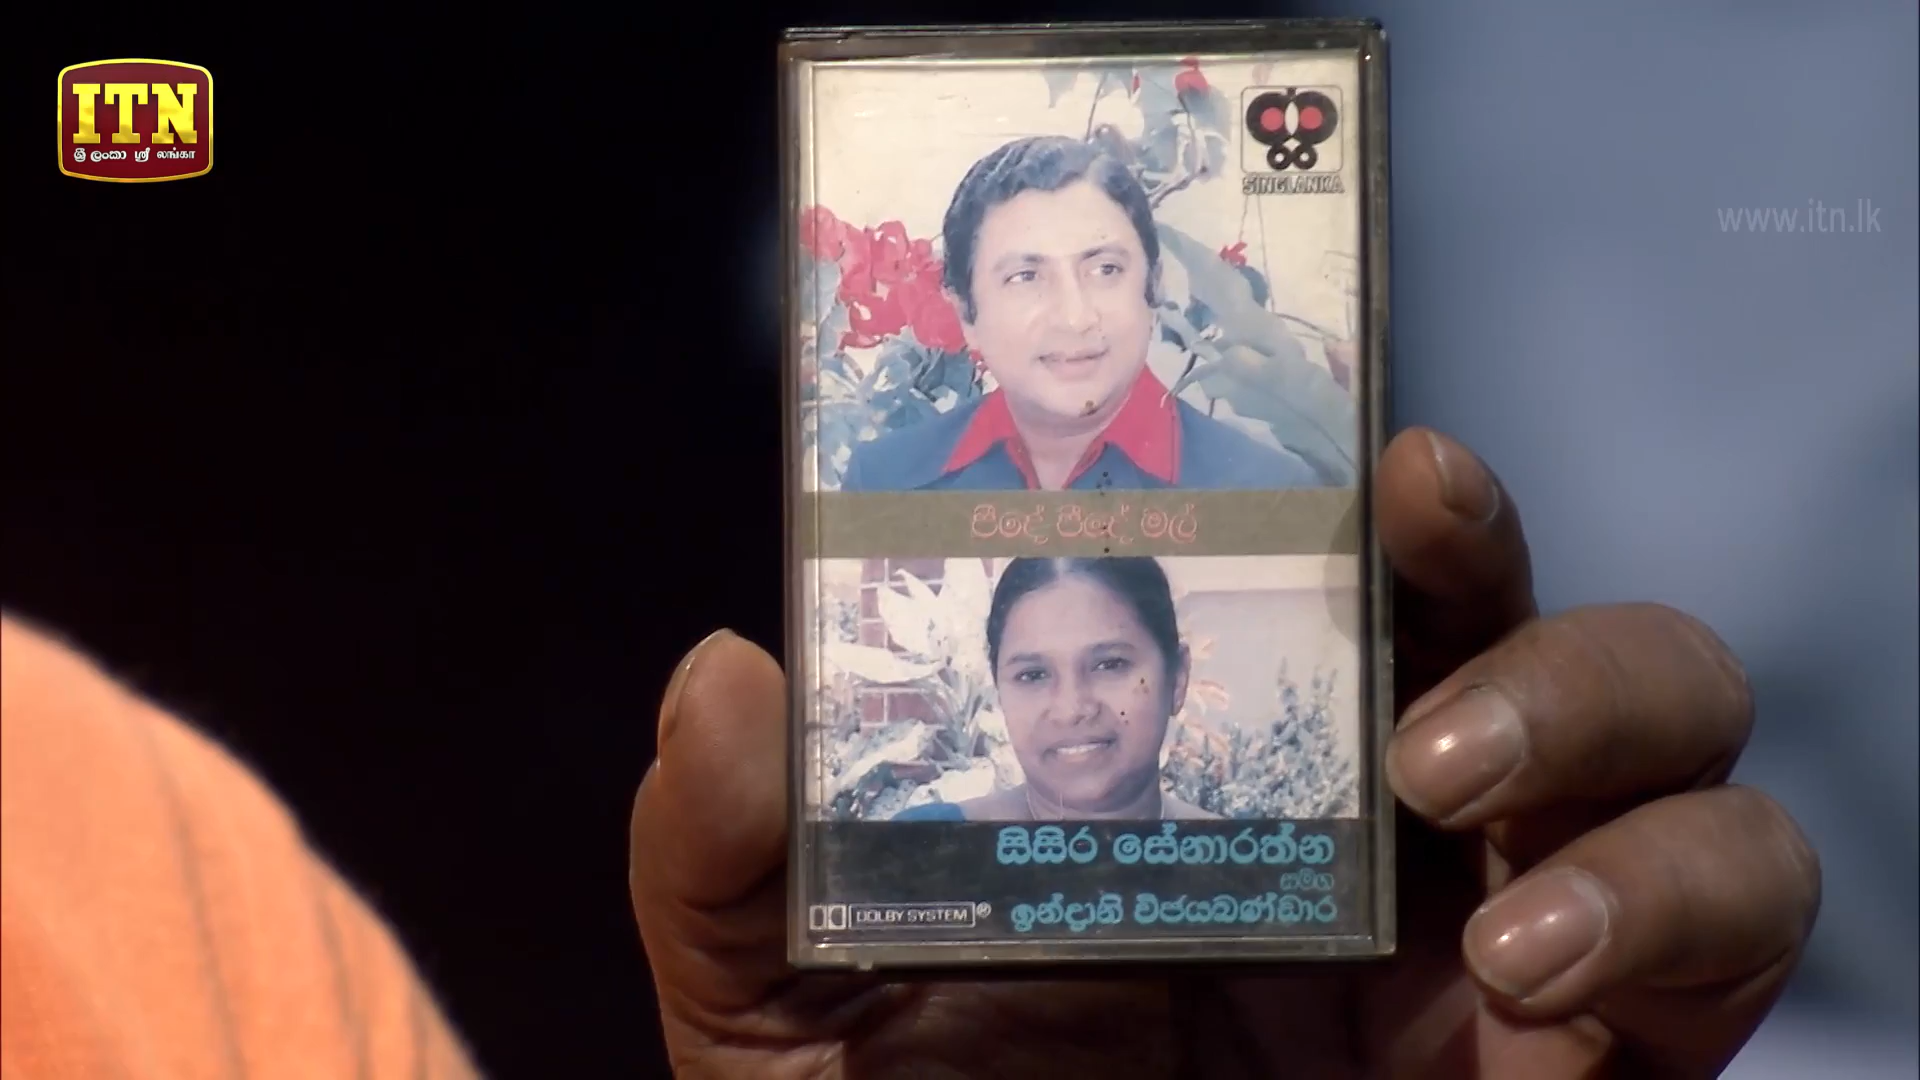 ITN
ශ්‍රී ලංකා ஸ்ரீ லங்கா
SINGLANKA
www.itn.lk
පීදේ පීදේ මල්
සිසිර සේනාරත්න
සමග
DOLBY SYSTEM ® ඉන්ද්‍රානි විජයබණ්ඩාර